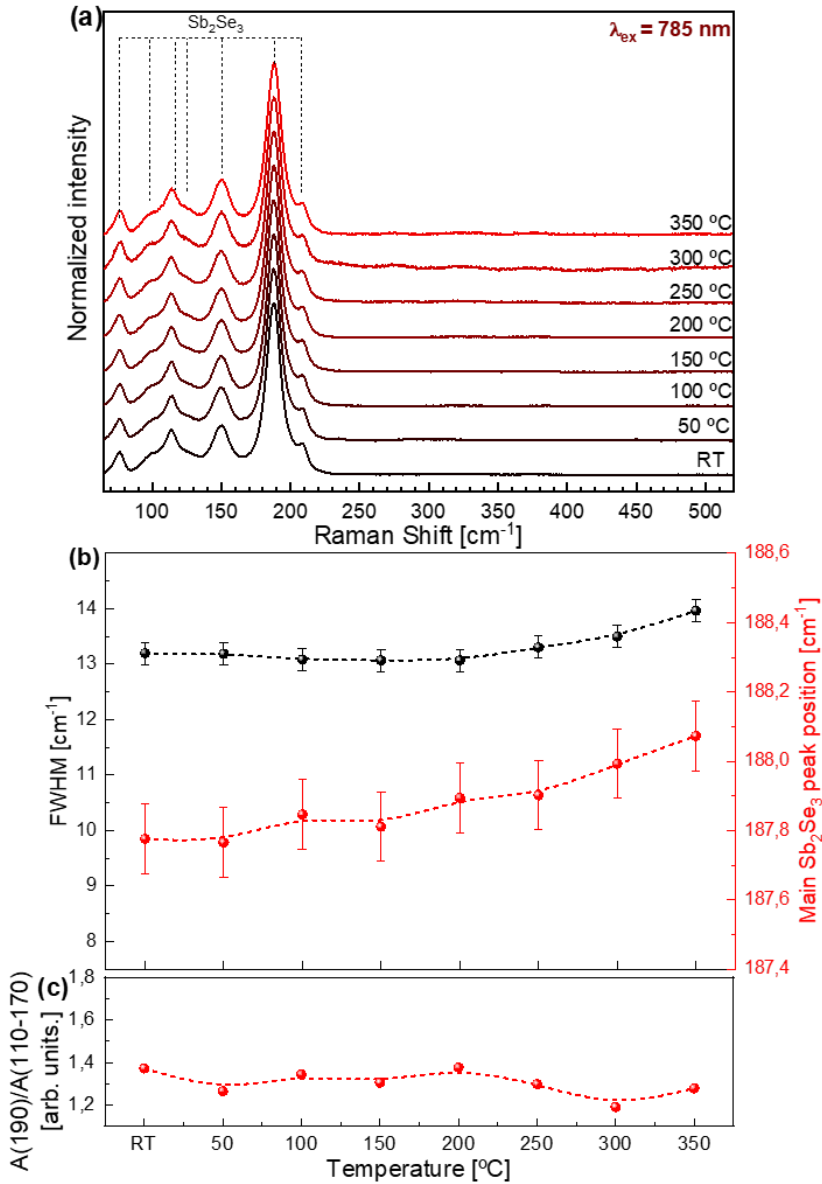 (a)
Sb₂Se₃
λex = 785 nm
Normalized intensity
350 ºC
300 ºC
250 ºC
200 ºC
150 ºC
100 ºC
50 ºC
RT
100 150 200 250 300 350 400 450 500
Raman Shift [cm⁻¹]
(b)
FWHM [cm⁻¹]
14
13
12
11
10
9
8
188,6
188,4
188,2
188,0
187,8
187,6
187,4
Main Sb₂Se₃ peak position [cm⁻¹]
(c)
A(190)/A(110-170)
[arb. units.]
1,8
1,6
1,4
1,2
RT 50 100 150 200 250 300 350
Temperature [ºC]